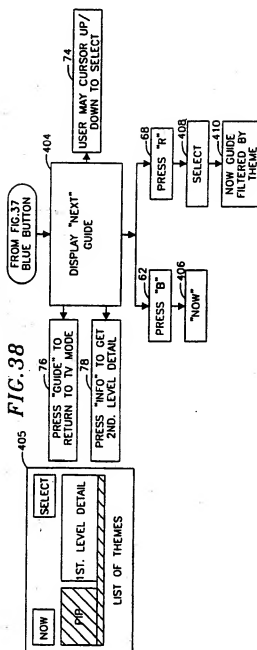 FIG.38
FROM FIG.37
BLUE BUTTON
404
DISPLAY "NEXT"
GUIDE
74
USER MAY CURSOR UP/
DOWN TO SELECT
76
PRESS "GUIDE" TO
RETURN TO TV MODE
78
PRESS "INFO" TO GET
2ND. LEVEL DETAIL
62
PRESS "B"
406
"NOW"
68
PRESS "R"
408
SELECT
410
NOW GUIDE
FILTERED BY
THEME
405
NOW
SELECT
PIP
1ST. LEVEL DETAIL
LIST OF THEMES